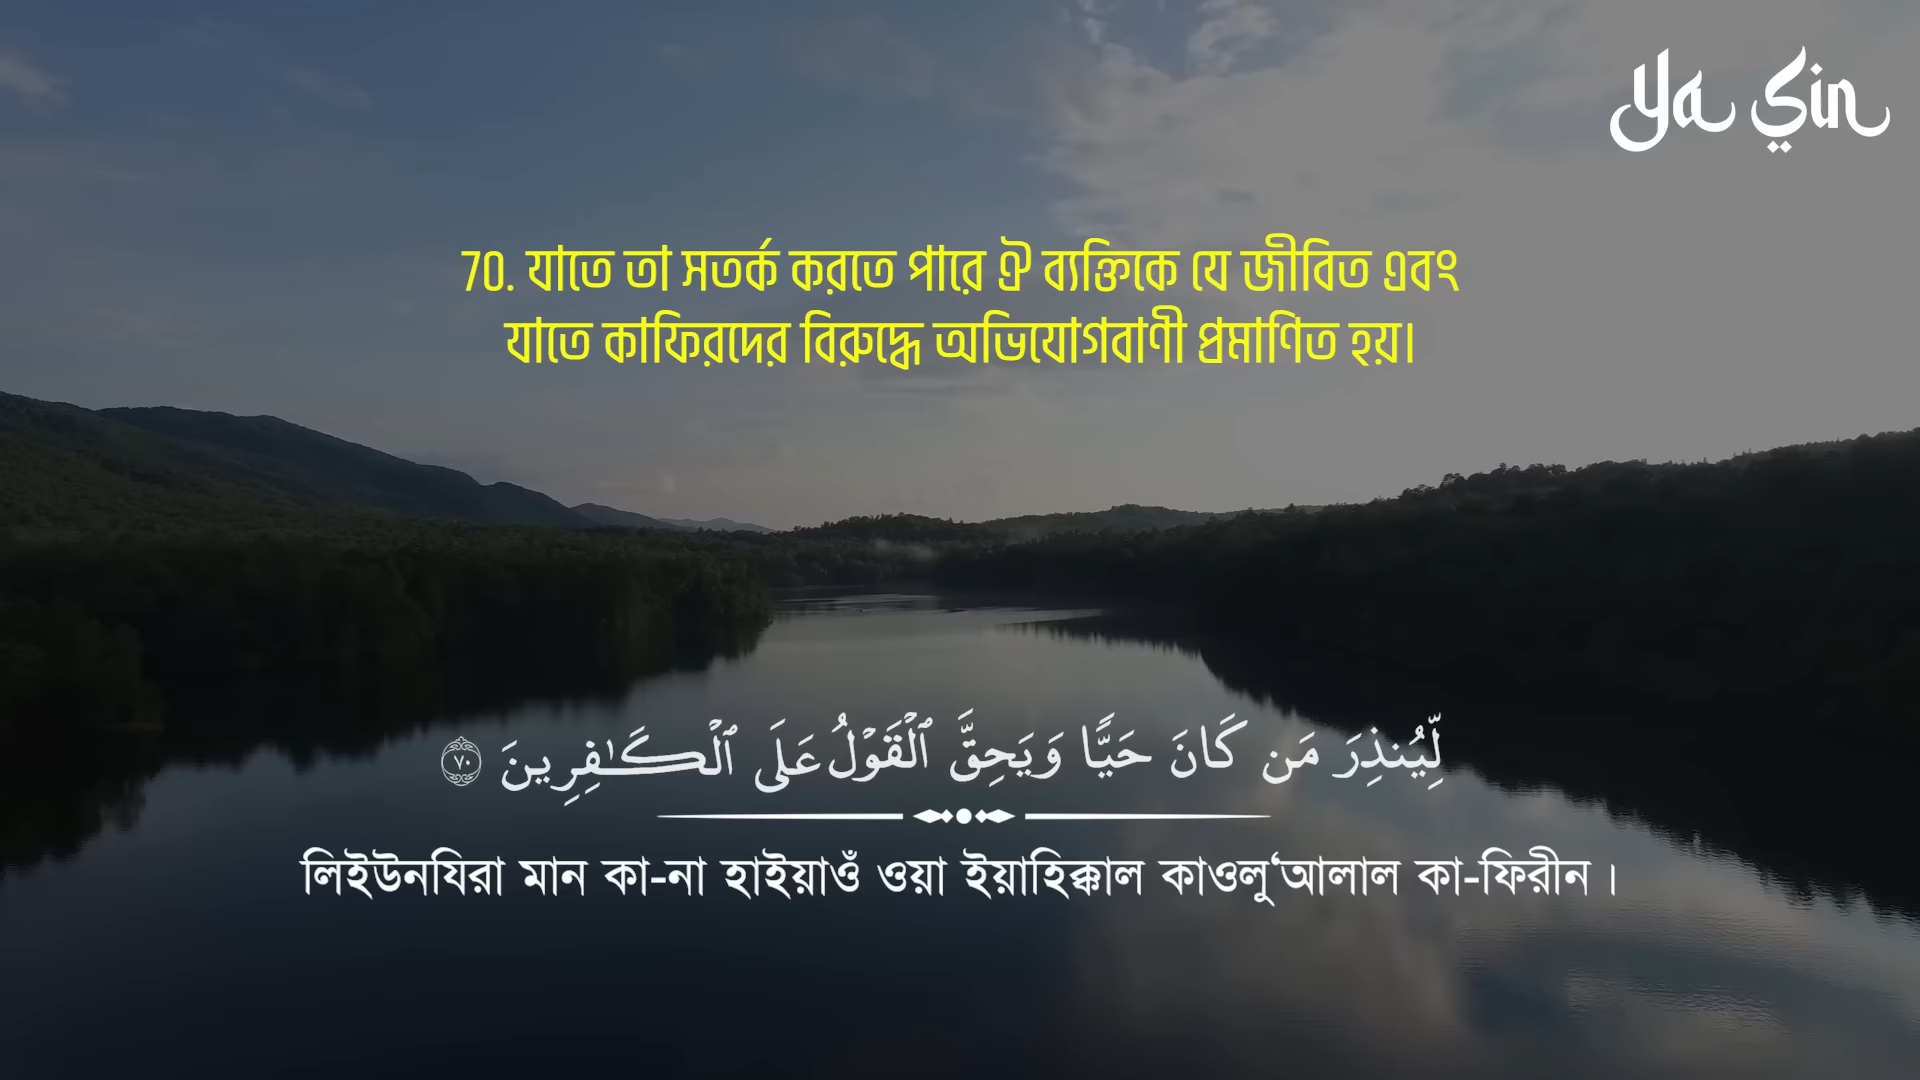 Ya Sin
70. যাতে তা সতর্ক করতে পারে ঐ ব্যক্তিকে যে জীবিত এবং
যাতে কাফিরদের বিরুদ্ধে অভিযোগবাণী প্রমাণিত হয়।
لِّيُنذِرَ مَن كَانَ حَيًّا وَيَحِقَّ ٱلْقَوْلُ عَلَى ٱلْكَـٰفِرِينَ ٧٠
লিইউনযিরা মান কা-না হাইয়াওঁ ওয়া ইয়াহিক্কাল কাওলু‘আলাল কা-ফিরীন ।